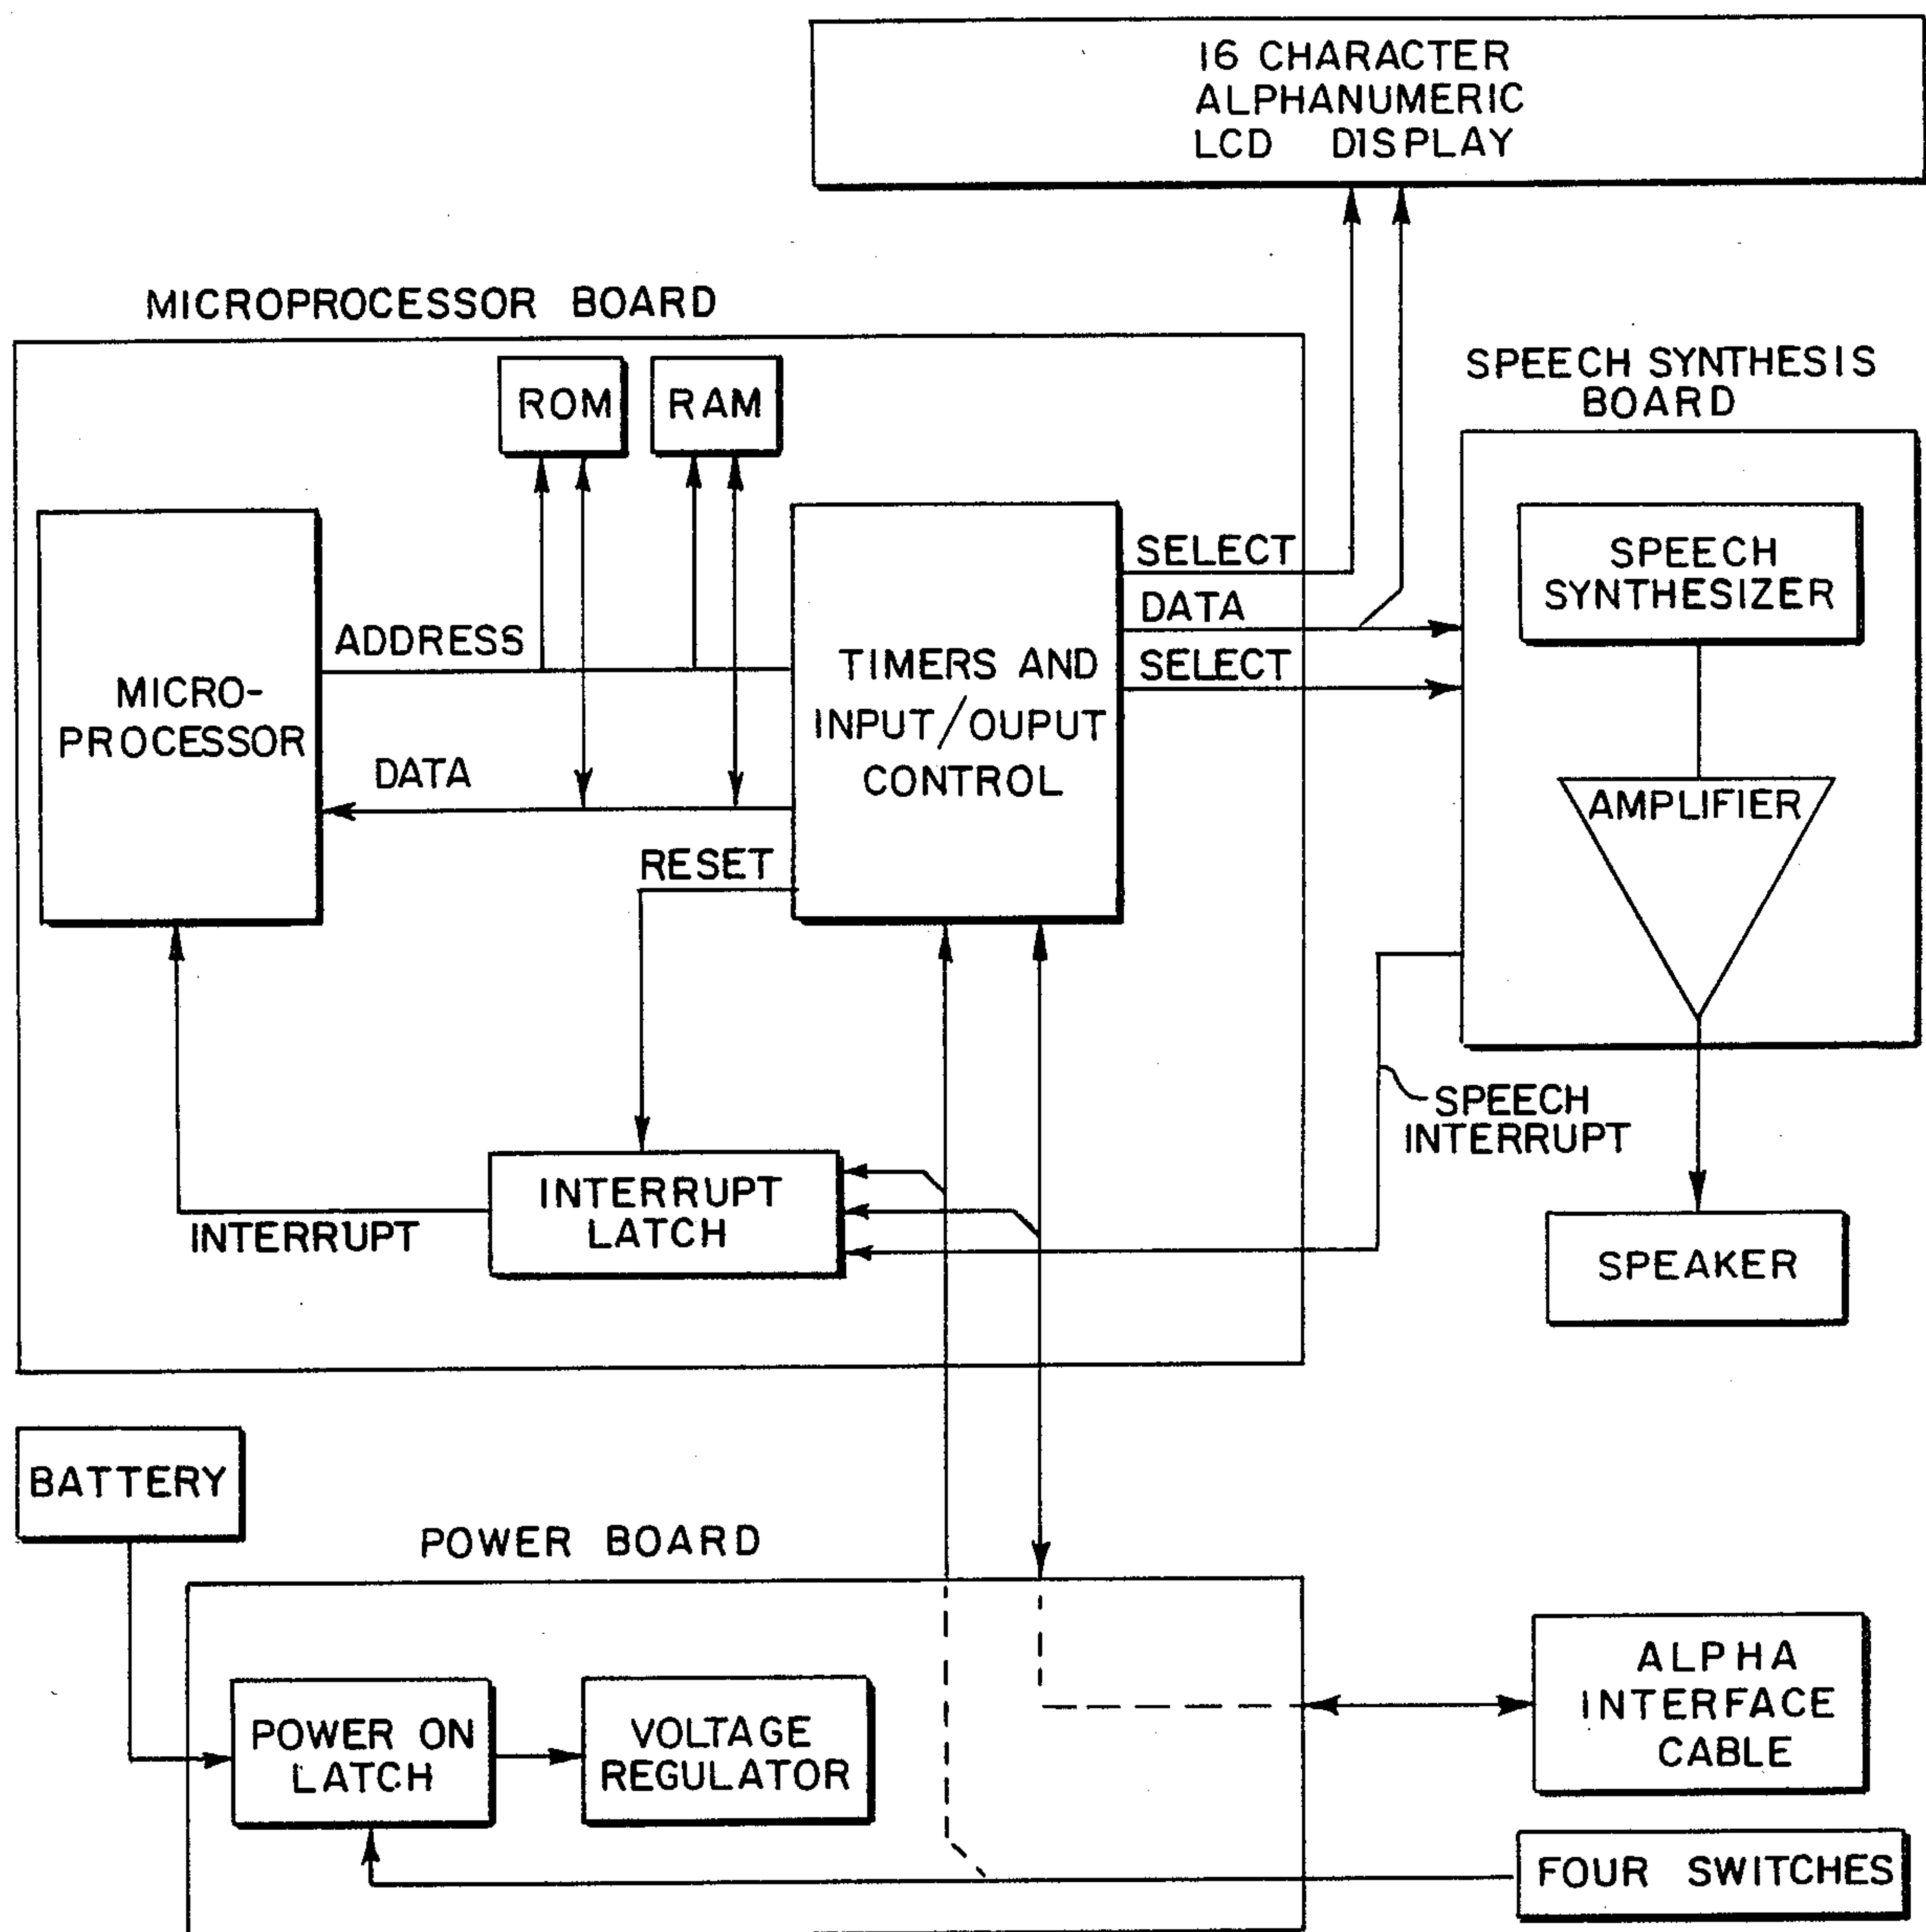 16 CHARACTER
ALPHANUMERIC
LCD DISPLAY
MICROPROCESSOR BOARD
SPEECH SYNTHESIS
BOARD
ROM
RAM
MICRO-
PROCESSOR
ADDRESS
DATA
RESET
TIMERS AND
INPUT/OUPUT
CONTROL
SELECT
DATA
SELECT
SPEECH
SYNTHESIZER
AMPLIFIER
SPEECH
INTERRUPT
INTERRUPT
LATCH
INTERRUPT
SPEAKER
BATTERY
POWER BOARD
POWER ON
LATCH
VOLTAGE
REGULATOR
ALPHA
INTERFACE
CABLE
FOUR SWITCHES